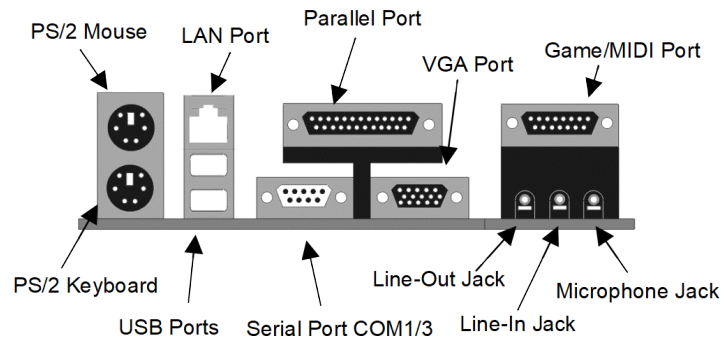 Parallel Port
PS/2 Mouse
LAN Port
Game/MIDI Port
VGA Port
PS/2 Keyboard
Line-Out Jack
Microphone Jack
USB Ports
Serial Port COM1/3
Line-In Jack